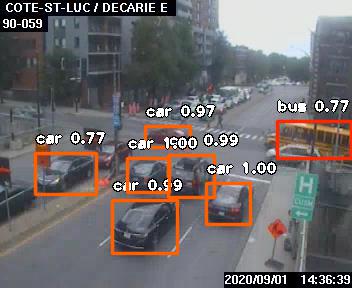 COTE-ST-LUC / DECARIE E
90-059
car 0.97
bus 0.77
car 0.77
car 1.00
0.99
car 1.00
car 0.99
H
2020/09/01 14:36:39